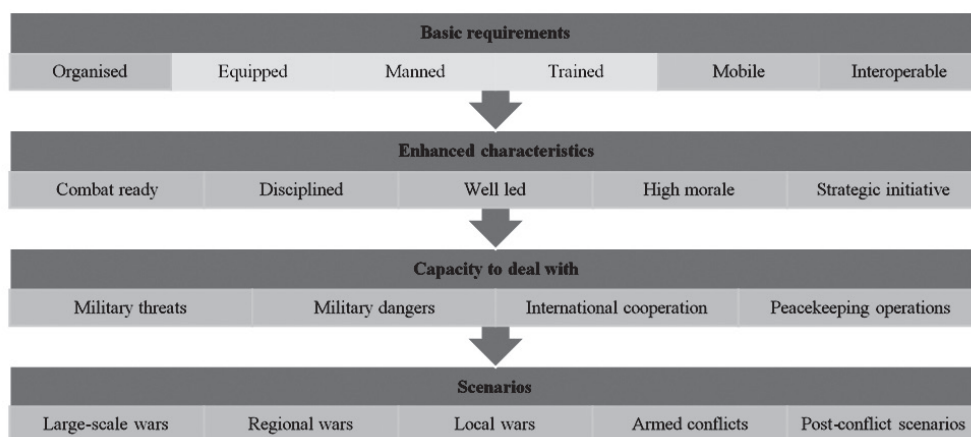 Basic requirements
Organised Equipped Manned Trained Mobile Interoperable
Enhanced characteristics
Combat ready Disciplined Well led High morale Strategic initiative
Capacity to deal with
Military threats Military dangers International cooperation Peacekeeping operations
Scenarios
Large-scale wars Regional wars Local wars Armed conflicts Post-conflict scenarios